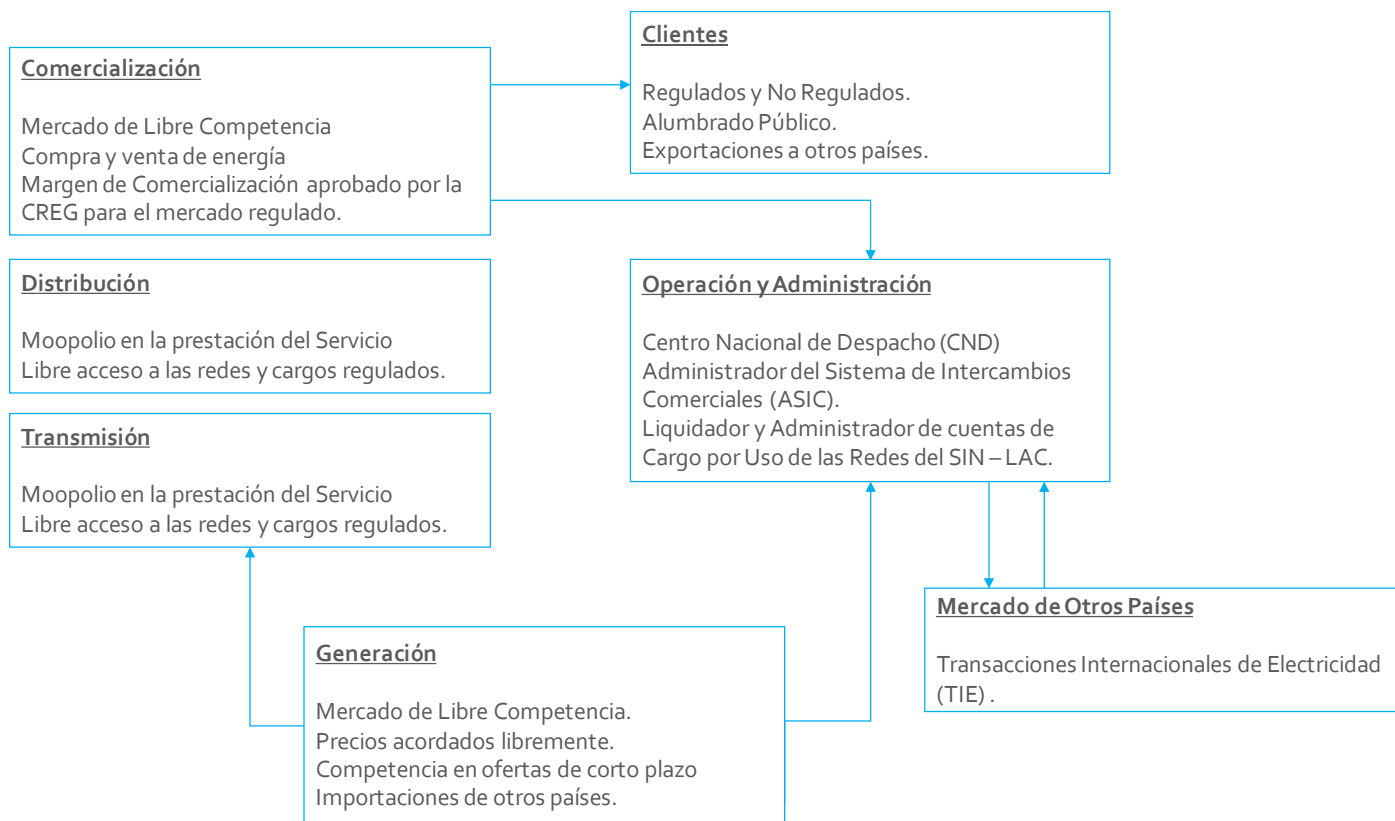 Comercialización
Mercado de Libre Competencia
Compra y venta de energía
Margen de Comercialización aprobado por la
CREG para el mercado regulado.
Clientes
Regulados y No Regulados.
Alumbrado Público.
Exportaciones a otros países.
Distribución
Moopolio en la prestación del Servicio
Libre acceso a las redes y cargos regulados.
Operación y Administración
Centro Nacional de Despacho (CND)
Administrador del Sistema de Intercambios
Comerciales (ASIC).
Liquidador y Administrador de cuentas de
Cargo por Uso de las Redes del SIN – LAC.
Transmisión
Moopolio en la prestación del Servicio
Libre acceso a las redes y cargos regulados.
Mercado de Otros Países
Transacciones Internacionales de Electricidad
(TIE) .
Generación
Mercado de Libre Competencia.
Precios acordados libremente.
Competencia en ofertas de corto plazo
Importaciones de otros países.